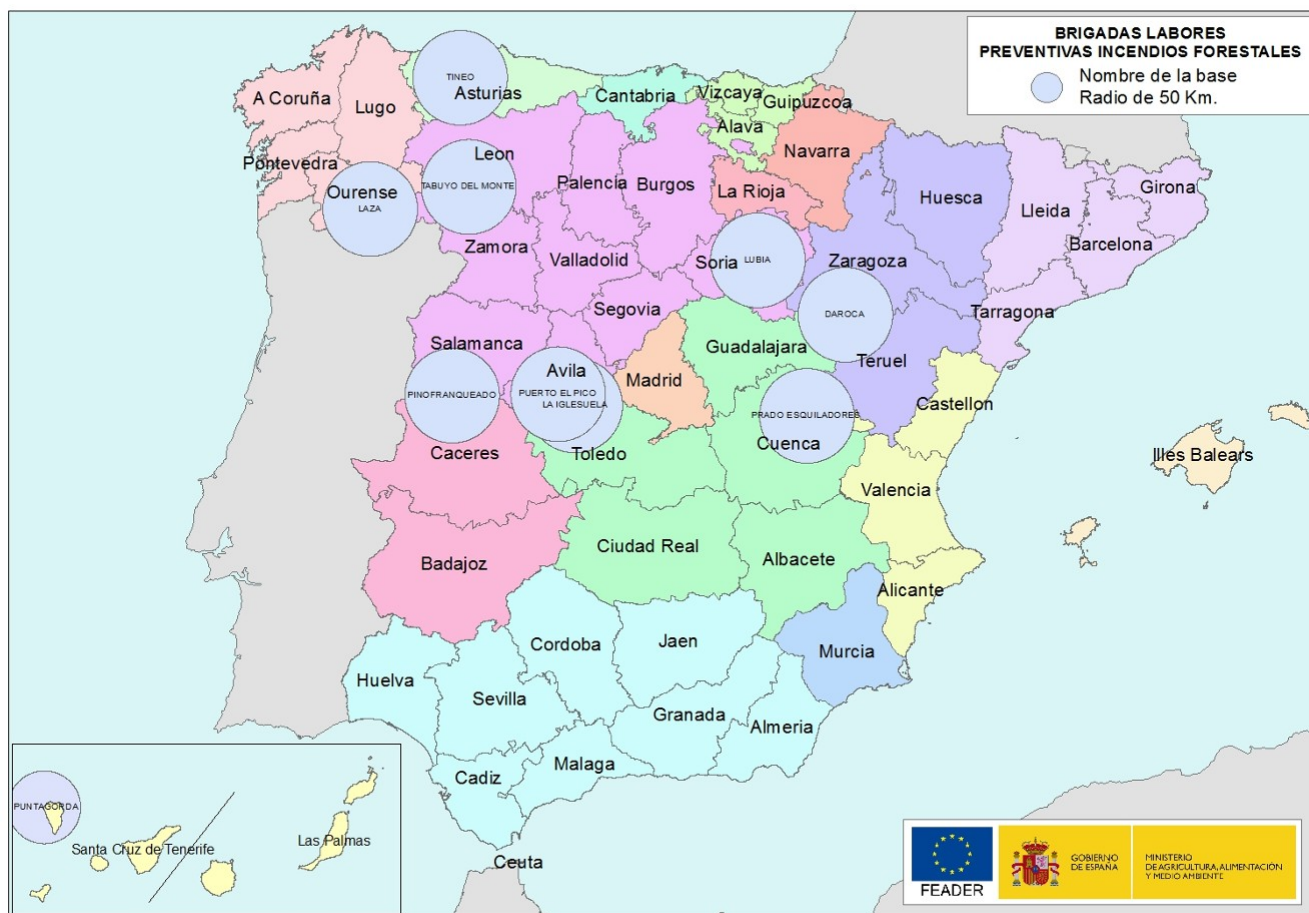 BRIGADAS LABORES
PREVENTIVAS INCENDIOS FORESTALES
Nombre de la base
Radio de 50 Km.
TINEO
Asturias
A Coruña
Lugo
Cantabria
Vizcaya
Guipuzcoa
Alava
Pontevedra
Leon
Navarra
Ourense
LAZA
TABUYO DEL MONTE
Palencia
Burgos
La Rioja
Huesca
Lleida
Girona
Barcelona
Zamora
Valladolid
Soria
LUBIA
Zaragoza
Segovia
DAROCA
Tarragona
Salamanca
Guadalajara
Teruel
Avila
Madrid
PINOFRANQUEADO
PUERTO EL PICO
LA IGLESUELA
PRADO ESQUILADORES
Castellon
Caceres
Toledo
Cuenca
Illes Balears
Valencia
Badajoz
Ciudad Real
Albacete
Alicante
Cordoba
Jaen
Murcia
Huelva
Sevilla
Granada
Almeria
Cadiz
Malaga
Ceuta
PUNTAGORDA
Santa Cruz de Tenerife
Las Palmas
FEADER
GOBIERNO
DE ESPAÑA
MINISTERIO
DE AGRICULTURA, ALIMENTACIÓN
Y MEDIO AMBIENTE